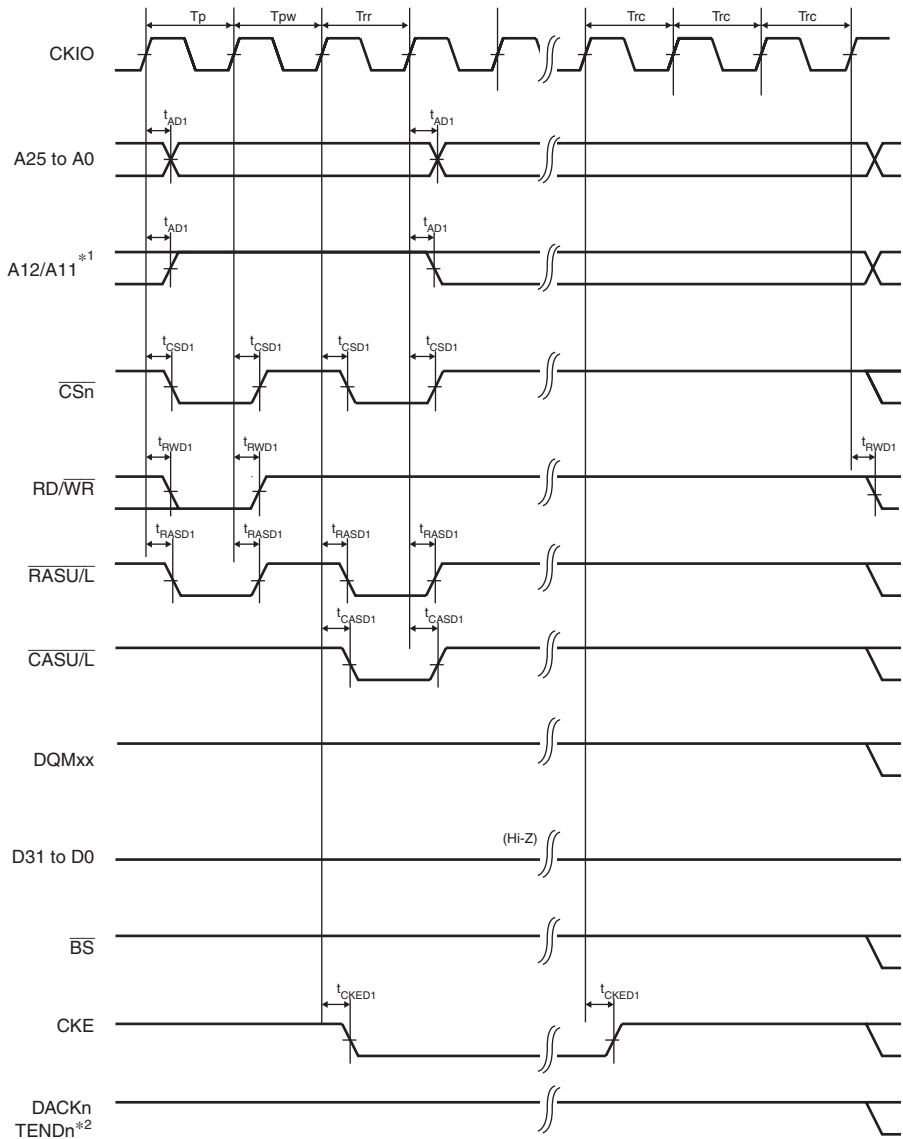 Tp Tpw Trr Trc Trc Trc
CKIO
tAD1 tAD1
A25 to A0
tAD1 tAD1
A12/A11*1
tCSD1 tCSD1 tCSD1 tCSD1
CSn
tRWD1 tRWD1 tRWD1
RD/WR
tRASD1 tRASD1 tRASD1 tRASD1
RASU/L
tCASD1 tCASD1
CASU/L
DQMxx
(Hi-Z)
D31 to D0
BS
tCKED1 tCKED1
CKE
DACKn
TENDn*2